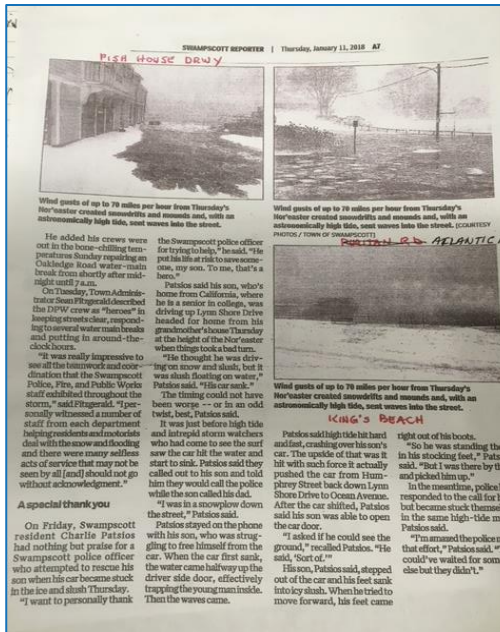 SWAMPSCOTT REPORTER | Thursday, January 11, 2018 A7
FISH HOUSE DRWY
Wind gusts of up to 70 miles per hour from Thursday's
Nor'easter created snowdrifts and mounds and, with an
astronomically high tide, sent waves into the street.
Wind gusts of up to 70 miles per hour from Thursday's
Nor'easter created snowdrifts and mounds and, with an
astronomically high tide, sent waves into the street. (COURTESY
PHOTOS / TOWN OF SWAMPSCOTT)
PURITAN RD. ATLANTIC A
Wind gusts of up to 70 miles per hour from Thursday's
Nor'easter created snowdrifts and mounds and, with an
astronomically high tide, sent waves into the street.
KING'S BEACH
He added his crews were
out in the bone-chilling tem-
peratures Sunday repairing an
Oakledge Road water-main
break from shortly after mid-
night until 7 a.m.
On Tuesday, Town Adminis-
trator Sean Fitzgerald described
the DPW crew as "heroes" in
keeping streets clear, respond-
ing to several water main breaks
and putting in around-the-
clock hours.
"It was really impressive to
see all the teamwork and coor-
dination that the Swampscott
Police, Fire, and Public Works
staff exhibited throughout the
storm," said Fitzgerald. "I per-
sonally witnessed a number of
staff from each department
helping residents and motorists
deal with the snow and flooding
and there were many selfless
acts of service that may not be
seen by all [and] should not go
without acknowledgment."
A special thank you
On Friday, Swampscott
resident Charlie Patsios
had nothing but praise for a
Swampscott police officer
who attempted to rescue his
son when his car became stuck
in the ice and slush Thursday.
"I want to personally thank
the Swampscott police officer
for trying to help," he said. "He
put his life at risk to save some-
one, my son. To me, that's a
hero."
Patsios said his son, who's
home from California, where
he is a senior in college, was
driving up Lynn Shore Drive
headed for home from his
grandmother's house Thursday
at the height of the Nor'easter
when things took a bad turn.
"He thought he was driv-
ing on snow and slush, but it
was slush floating on water,"
Patsios said. "His car sank."
The timing could not have
been worse -- or in an odd
twist, best, Patsios said.
It was just before high tide
and intrepid storm watchers
who had come to see the surf
saw the car hit the water and
start to sink. Patsios said they
called out to his son and told
him they would call the police
while the son called his dad.
"I was in a snowplow down
the street," Patsios said.
Patsios stayed on the phone
with his son, who was strug-
gling to free himself from the
car. When the car first sank,
the water came halfway up the
driver side door, effectively
trapping the young man inside.
Then the waves came.
Patsios said high tide hit hard
and fast, crashing over his son's
car. The upside of that was it
hit with such force it actually
pushed the car from Hum-
phrey Street back down Lynn
Shore Drive to Ocean Avenue.
After the car shifted, Patsios
said his son was able to open
the car door.
"I asked if he could see the
ground," recalled Patsios. "He
said, 'Sort of.'"
His son, Patsios said, stepped
out of the car and his feet sank
into icy slush. When he tried to
move forward, his feet came
right out of his boots.
"So he was standing the
in his stocking feet," Pats
said. "But I was there by th
and picked him up."
In the meantime, police
responded to the call for
but became stuck themse
in the same high-tide m
Patsios said.
"I'm amazed the police m
that effort," Patsios said. "
could've waited for som
else but they didn't."